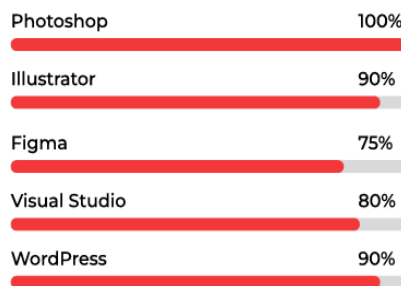 Photoshop 100%
Illustrator 90%
Figma 75%
Visual Studio 80%
WordPress 90%